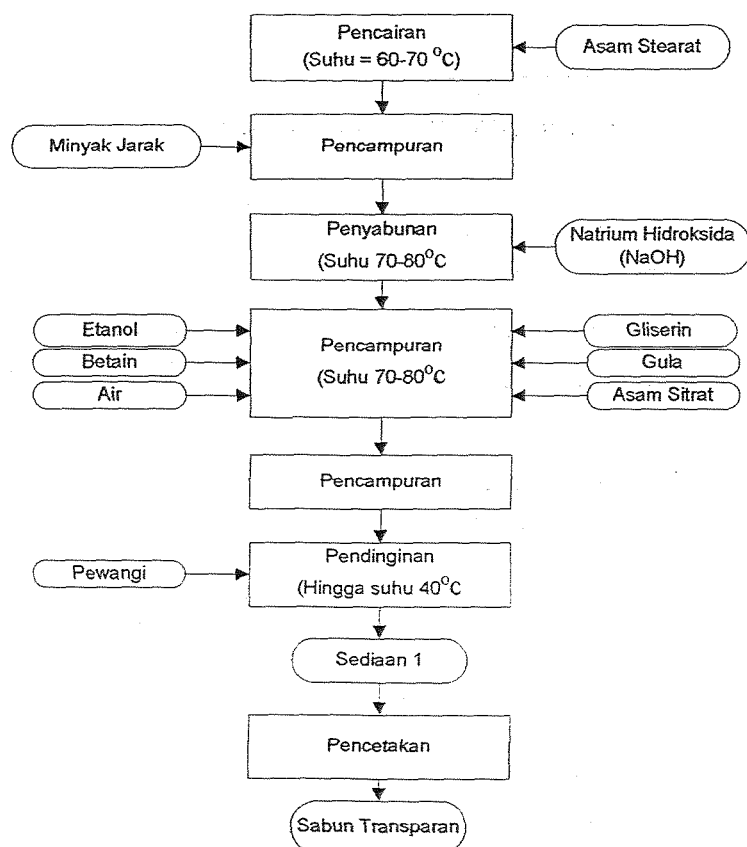 Pencairan
(Suhu = 60-70 °C)
Asam Stearat
Minyak Jarak
Pencampuran
Penyabunan
(Suhu 70-80°C
Natrium Hidroksida
(NaOH)
Etanol
Betain
Air
Pencampuran
(Suhu 70-80°C
Gliserin
Gula
Asam Sitrat
Pencampuran
Pewangi
Pendinginan
(Hingga suhu 40°C
Sediaan 1
Pencetakan
Sabun Transparan